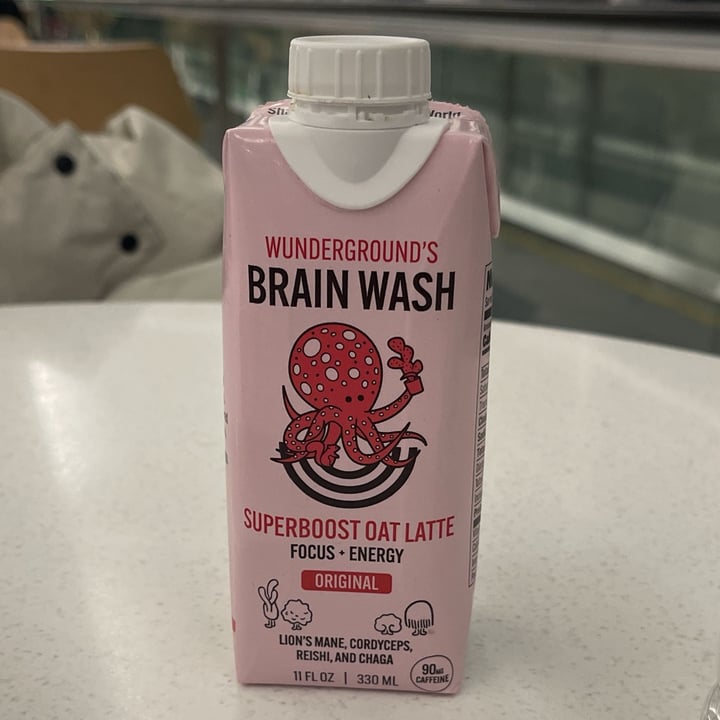 WUNDERGROUND'S
BRAIN WASH
SUPERBOOST OAT LATTE
FOCUS + ENERGY
ORIGINAL
LION'S MANE, CORDYCEPS,
REISHI, AND CHAGA
11 FL OZ | 330 ML
90MG
CAFFEINE